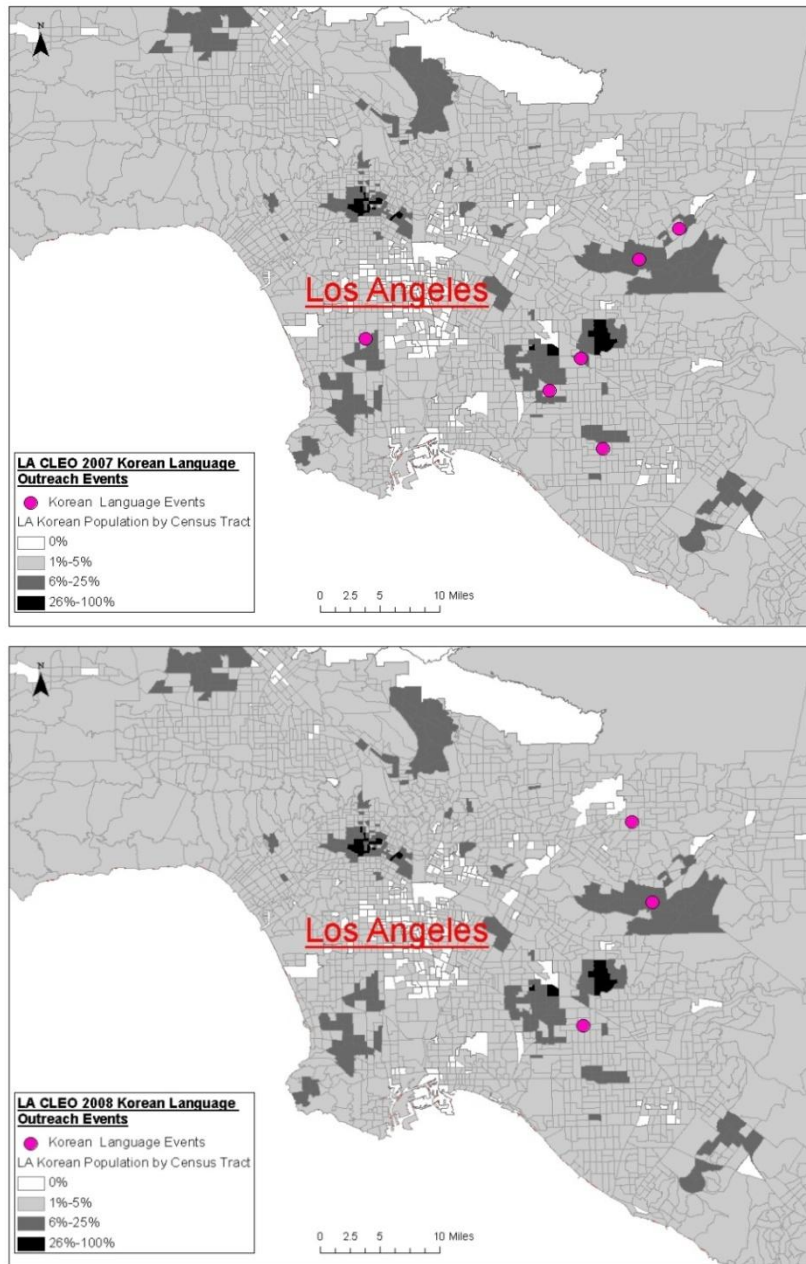 N
Los Angeles
LA CLEO 2007 Korean Language
Outreach Events
Korean Language Events
LA Korean Population by Census Tract
0%
1%-5%
6%-25%
26%-100%
0 2.5 5 10 Miles
N
Los Angeles
LA CLEO 2008 Korean Language
Outreach Events
Korean Language Events
LA Korean Population by Census Tract
0%
1%-5%
6%-25%
26%-100%
0 2.5 5 10 Miles